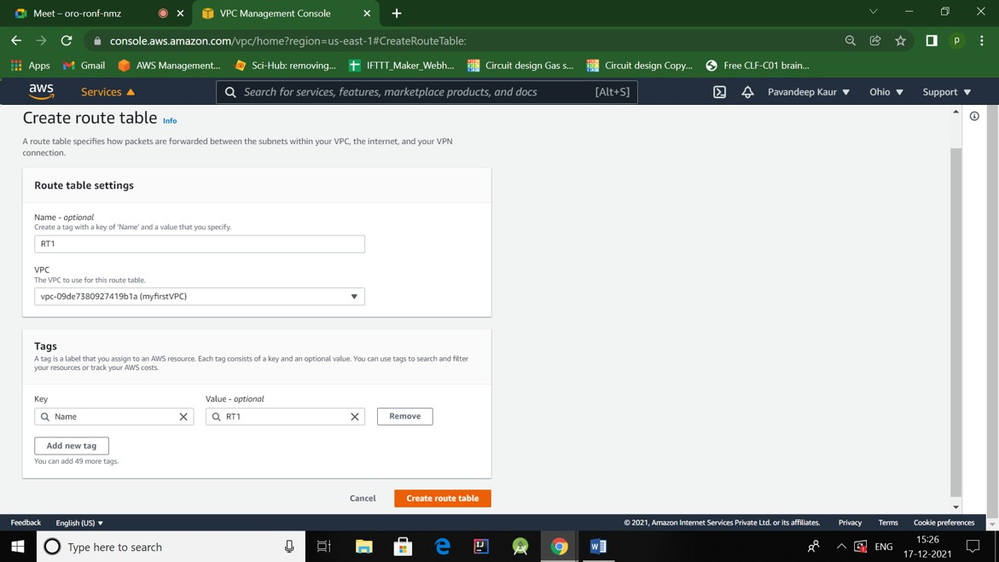 Meet – oro-ronf-nmz
VPC Management Console
console.aws.amazon.com/vpc/home?region=us-east-1#CreateRouteTable:
P
Apps Gmail AWS Management... Sci-Hub: removing... IFTTT_Maker_Webh... Circuit design Gas s... Circuit design Copy... Free CLF-C01 brain...
aws Services Search for services, features, marketplace products, and docs [Alt+S] Pavandeep Kaur Ohio Support
Create route table Info
A route table specifies how packets are forwarded between the subnets within your VPC, the internet, and your VPN
connection.
Route table settings
Name - optional
Create a tag with a key of 'Name' and a value that you specify.
RT1
VPC
The VPC to use for this route table.
vpc-09de7380927419b1a (myfirstVPC)
Tags
A tag is a label that you assign to an AWS resource. Each tag consists of a key and an optional value. You can use tags to search and filter
your resources or track your AWS costs.
Key Value - optional
Name RT1 Remove
Add new tag
You can add 49 more tags.
Cancel Create route table
Feedback English (US) © 2021, Amazon Internet Services Private Ltd. or its affiliates. Privacy Terms Cookie preferences
Type here to search
ENG
15:26
17-12-2021